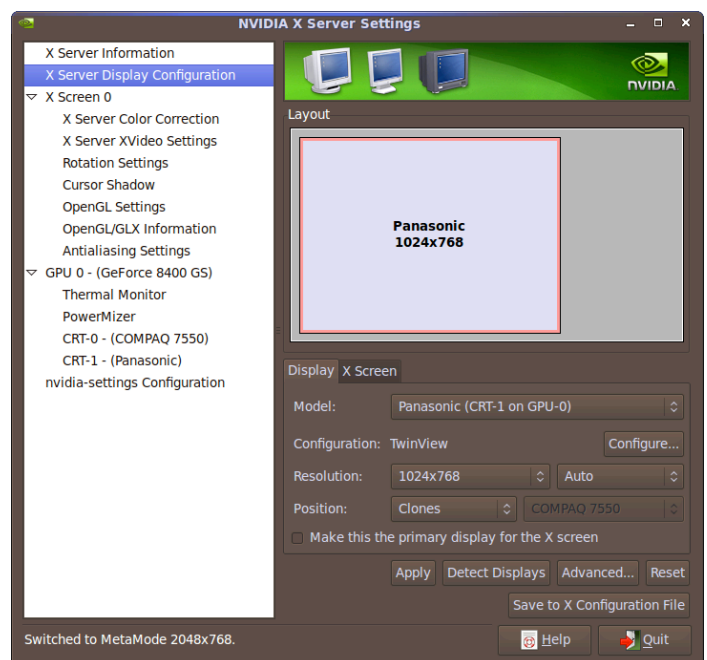 NVIDIA X Server Settings
X Server Information
X Server Display Configuration
X Screen 0
X Server Color Correction
X Server XVideo Settings
Rotation Settings
Cursor Shadow
OpenGL Settings
OpenGL/GLX Information
Antialiasing Settings
GPU 0 - (GeForce 8400 GS)
Thermal Monitor
PowerMizer
CRT-0 - (COMPAQ 7550)
CRT-1 - (Panasonic)
nvidia-settings Configuration
NVIDIA
Layout
Panasonic
1024x768
Display X Screen
Model: Panasonic (CRT-1 on GPU-0)
Configuration: TwinView Configure...
Resolution: 1024x768 Auto
Position: Clones COMPAQ 7550
Make this the primary display for the X screen
Apply Detect Displays Advanced... Reset
Save to X Configuration File
Switched to MetaMode 2048x768. Help Quit